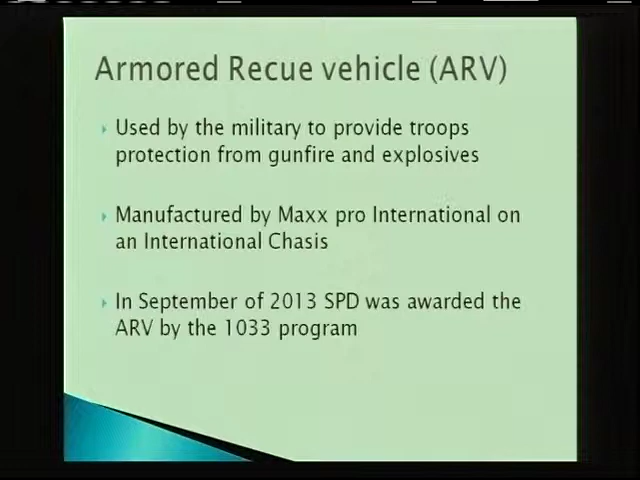 Armored Recue vehicle (ARV)
Used by the military to provide troops
protection from gunfire and explosives
Manufactured by Maxx pro International on
an International Chasis
In September of 2013 SPD was awarded the
ARV by the 1033 program